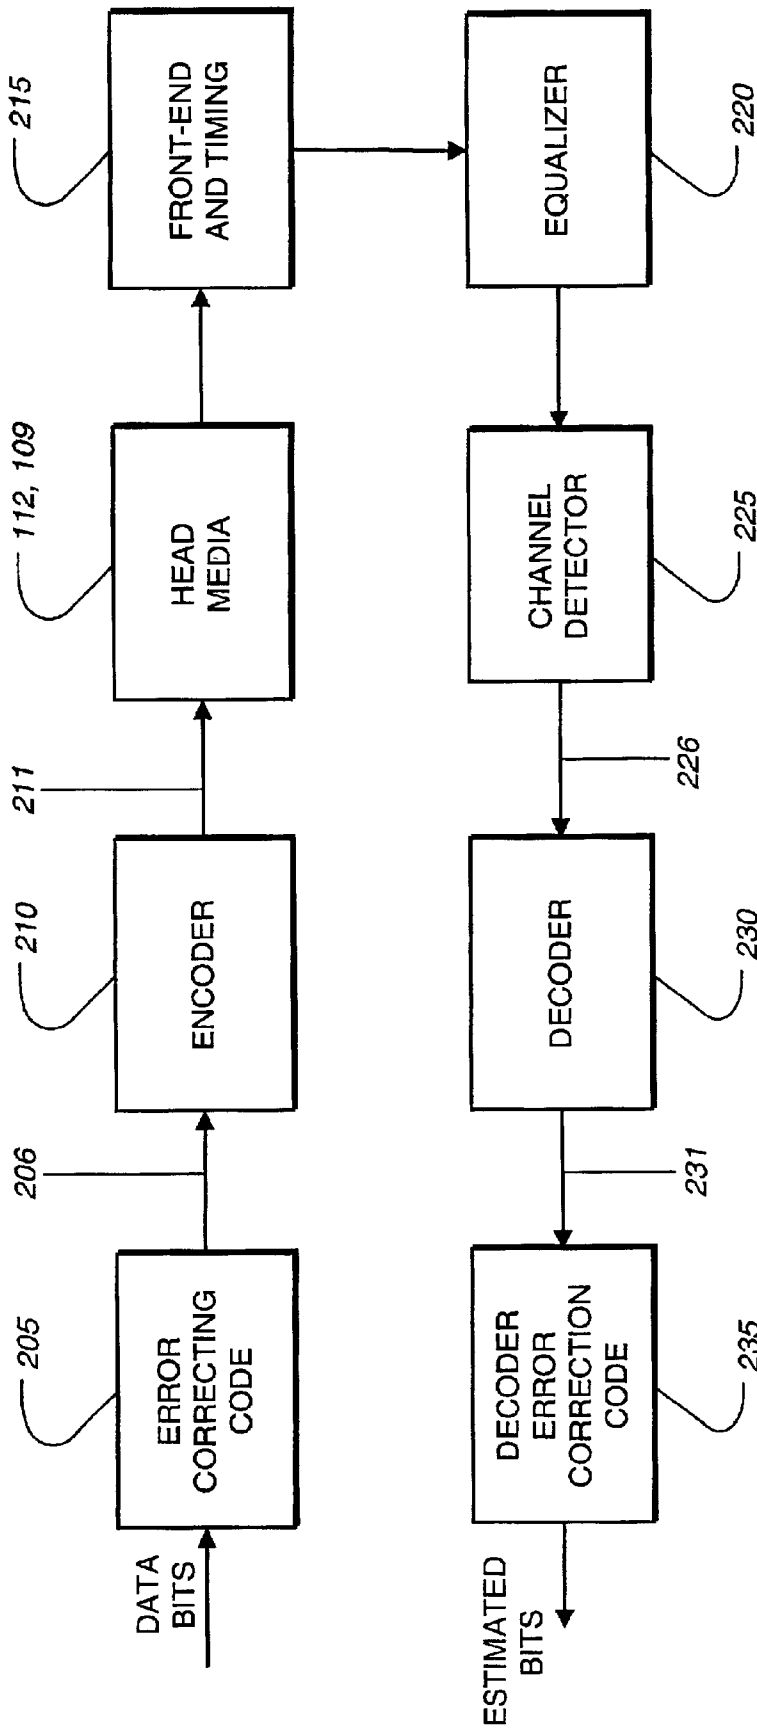 205
206
210
211
112, 109
215
DATA
BITS
ERROR
CORRECTING
CODE
ENCODER
HEAD
MEDIA
FRONT-END
AND TIMING
ESTIMATED
BITS
DECODER
ERROR
CORRECTION
CODE
DECODER
CHANNEL
DETECTOR
EQUALIZER
235
231
230
226
225
220